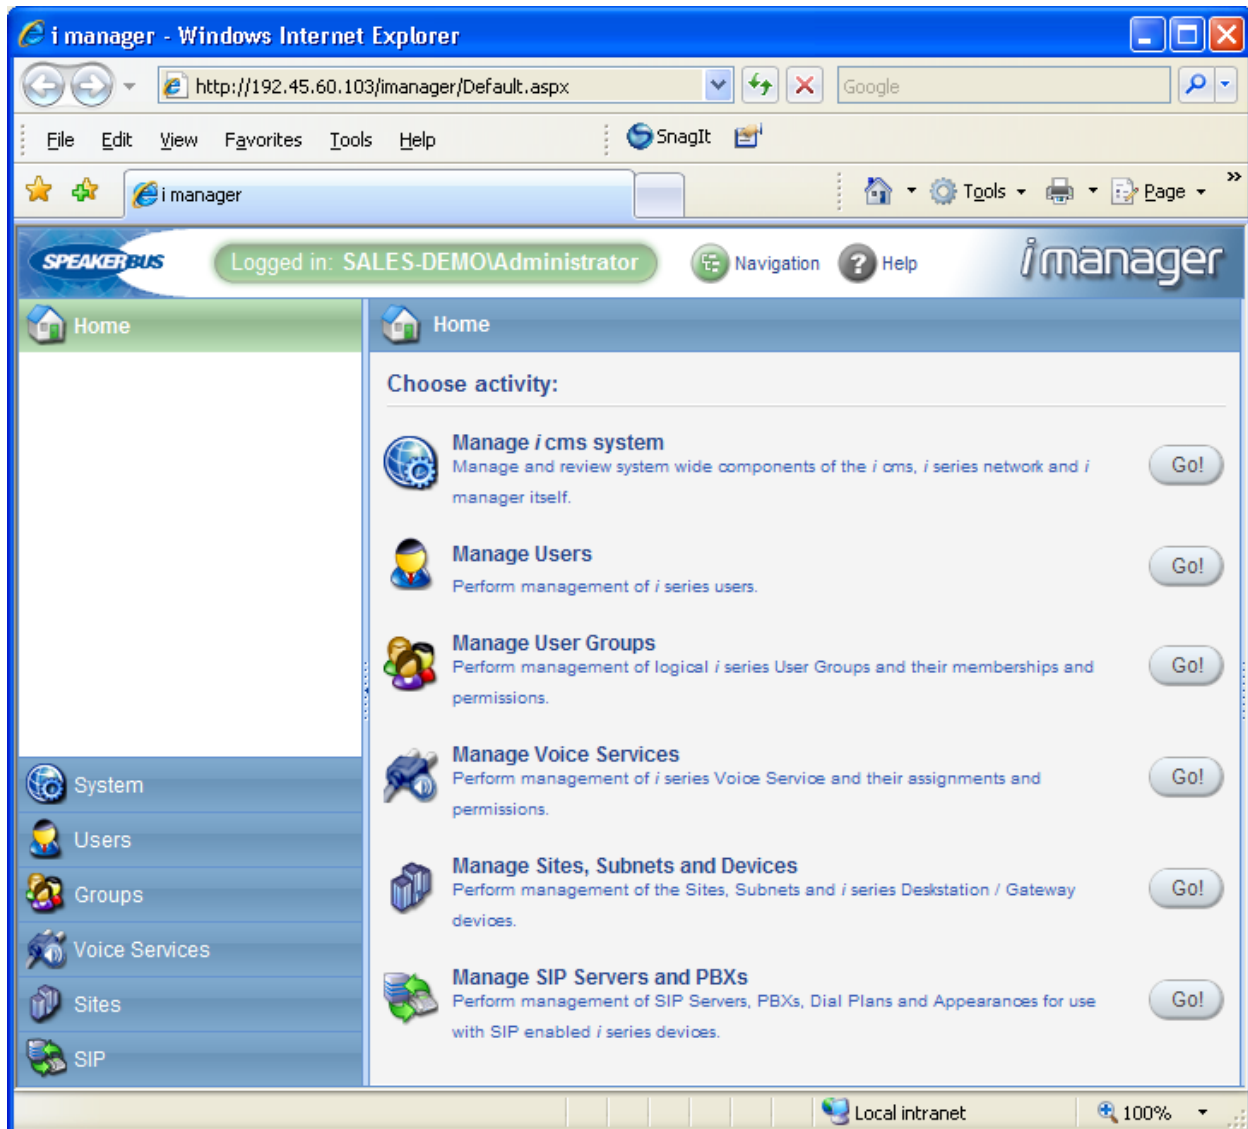 i manager - Windows Internet Explorer
http://192.45.60.103/imanager/Default.aspx
Google
File Edit View Favorites Tools Help
SnagIt
i manager
Tools
Page
»
SPEAKERBUS
Logged in: SALES-DEMO\Administrator
Navigation
? Help
i manager
Home
Home
Choose activity:
Manage i cms system
Manage and review system wide components of the i cms, i series network and i
manager itself.
Go!
Manage Users
Perform management of i series users.
Go!
Manage User Groups
Perform management of logical i series User Groups and their memberships and
permissions.
Go!
Manage Voice Services
Perform management of i series Voice Service and their assignments and
permissions.
Go!
Manage Sites, Subnets and Devices
Perform management of the Sites, Subnets and i series Deskstation / Gateway
devices.
Go!
Manage SIP Servers and PBXs
Perform management of SIP Servers, PBXs, Dial Plans and Appearances for use
with SIP enabled i series devices.
Go!
System
Users
Groups
Voice Services
Sites
SIP
Local intranet
100%